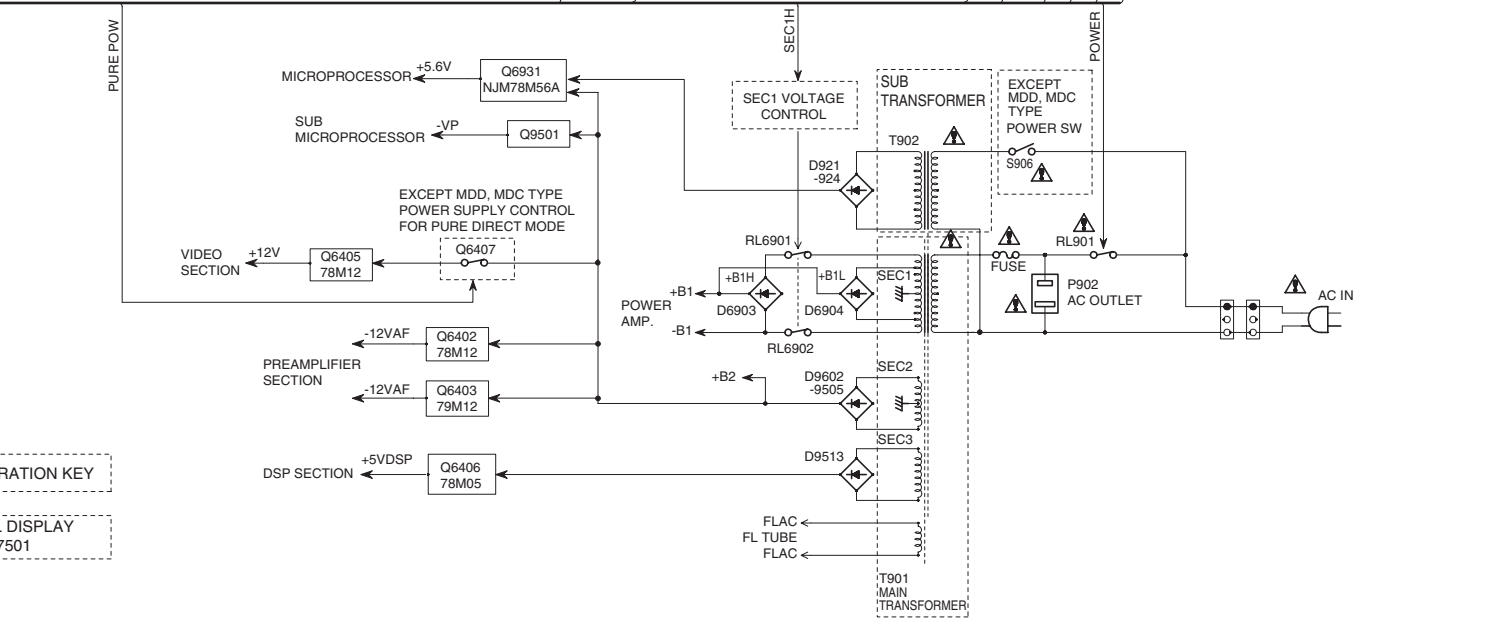 PURE POW
SEC1H
POWER
MICROPROCESSOR
+5.6V
Q6931
NJM78M56A
SUB
MICROPROCESSOR
-VP
Q9501
SEC1 VOLTAGE
CONTROL
SUB
TRANSFORMER
T902
EXCEPT
MDD, MDC
TYPE
POWER SW
S906
D921
-924
EXCEPT MDD, MDC TYPE
POWER SUPPLY CONTROL
FOR PURE DIRECT MODE
Q6407
VIDEO
SECTION
+12V
Q6405
78M12
RL6901
RL901
FUSE
SEC1
+B1H
+B1L
+B1
D6903
D6904
POWER
AMP.
-B1
RL6902
P902
AC OUTLET
AC IN
-12VAF
Q6402
78M12
PREAMPLIFIER
SECTION
-12VAF
Q6403
79M12
+B2
D9602
-9505
SEC2
SEC3
D9513
DSP SECTION
+5VDSP
Q6406
78M05
RATION KEY
L DISPLAY
7501
FLAC
FL TUBE
FLAC
T901
MAIN
TRANSFORMER